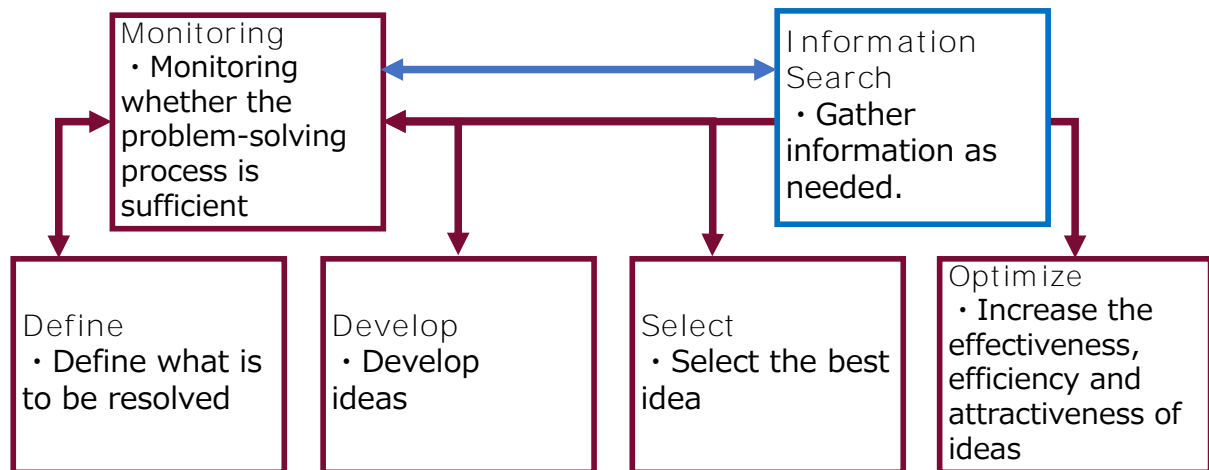 Monitoring
・Monitoring
whether the
problem-solving
process is
sufficient
Information
Search
・Gather
information as
needed.
Define
・Define what is
to be resolved
Develop
・Develop
ideas
Select
・Select the best
idea
Optimize
・Increase the
effectiveness,
efficiency and
attractiveness of
ideas